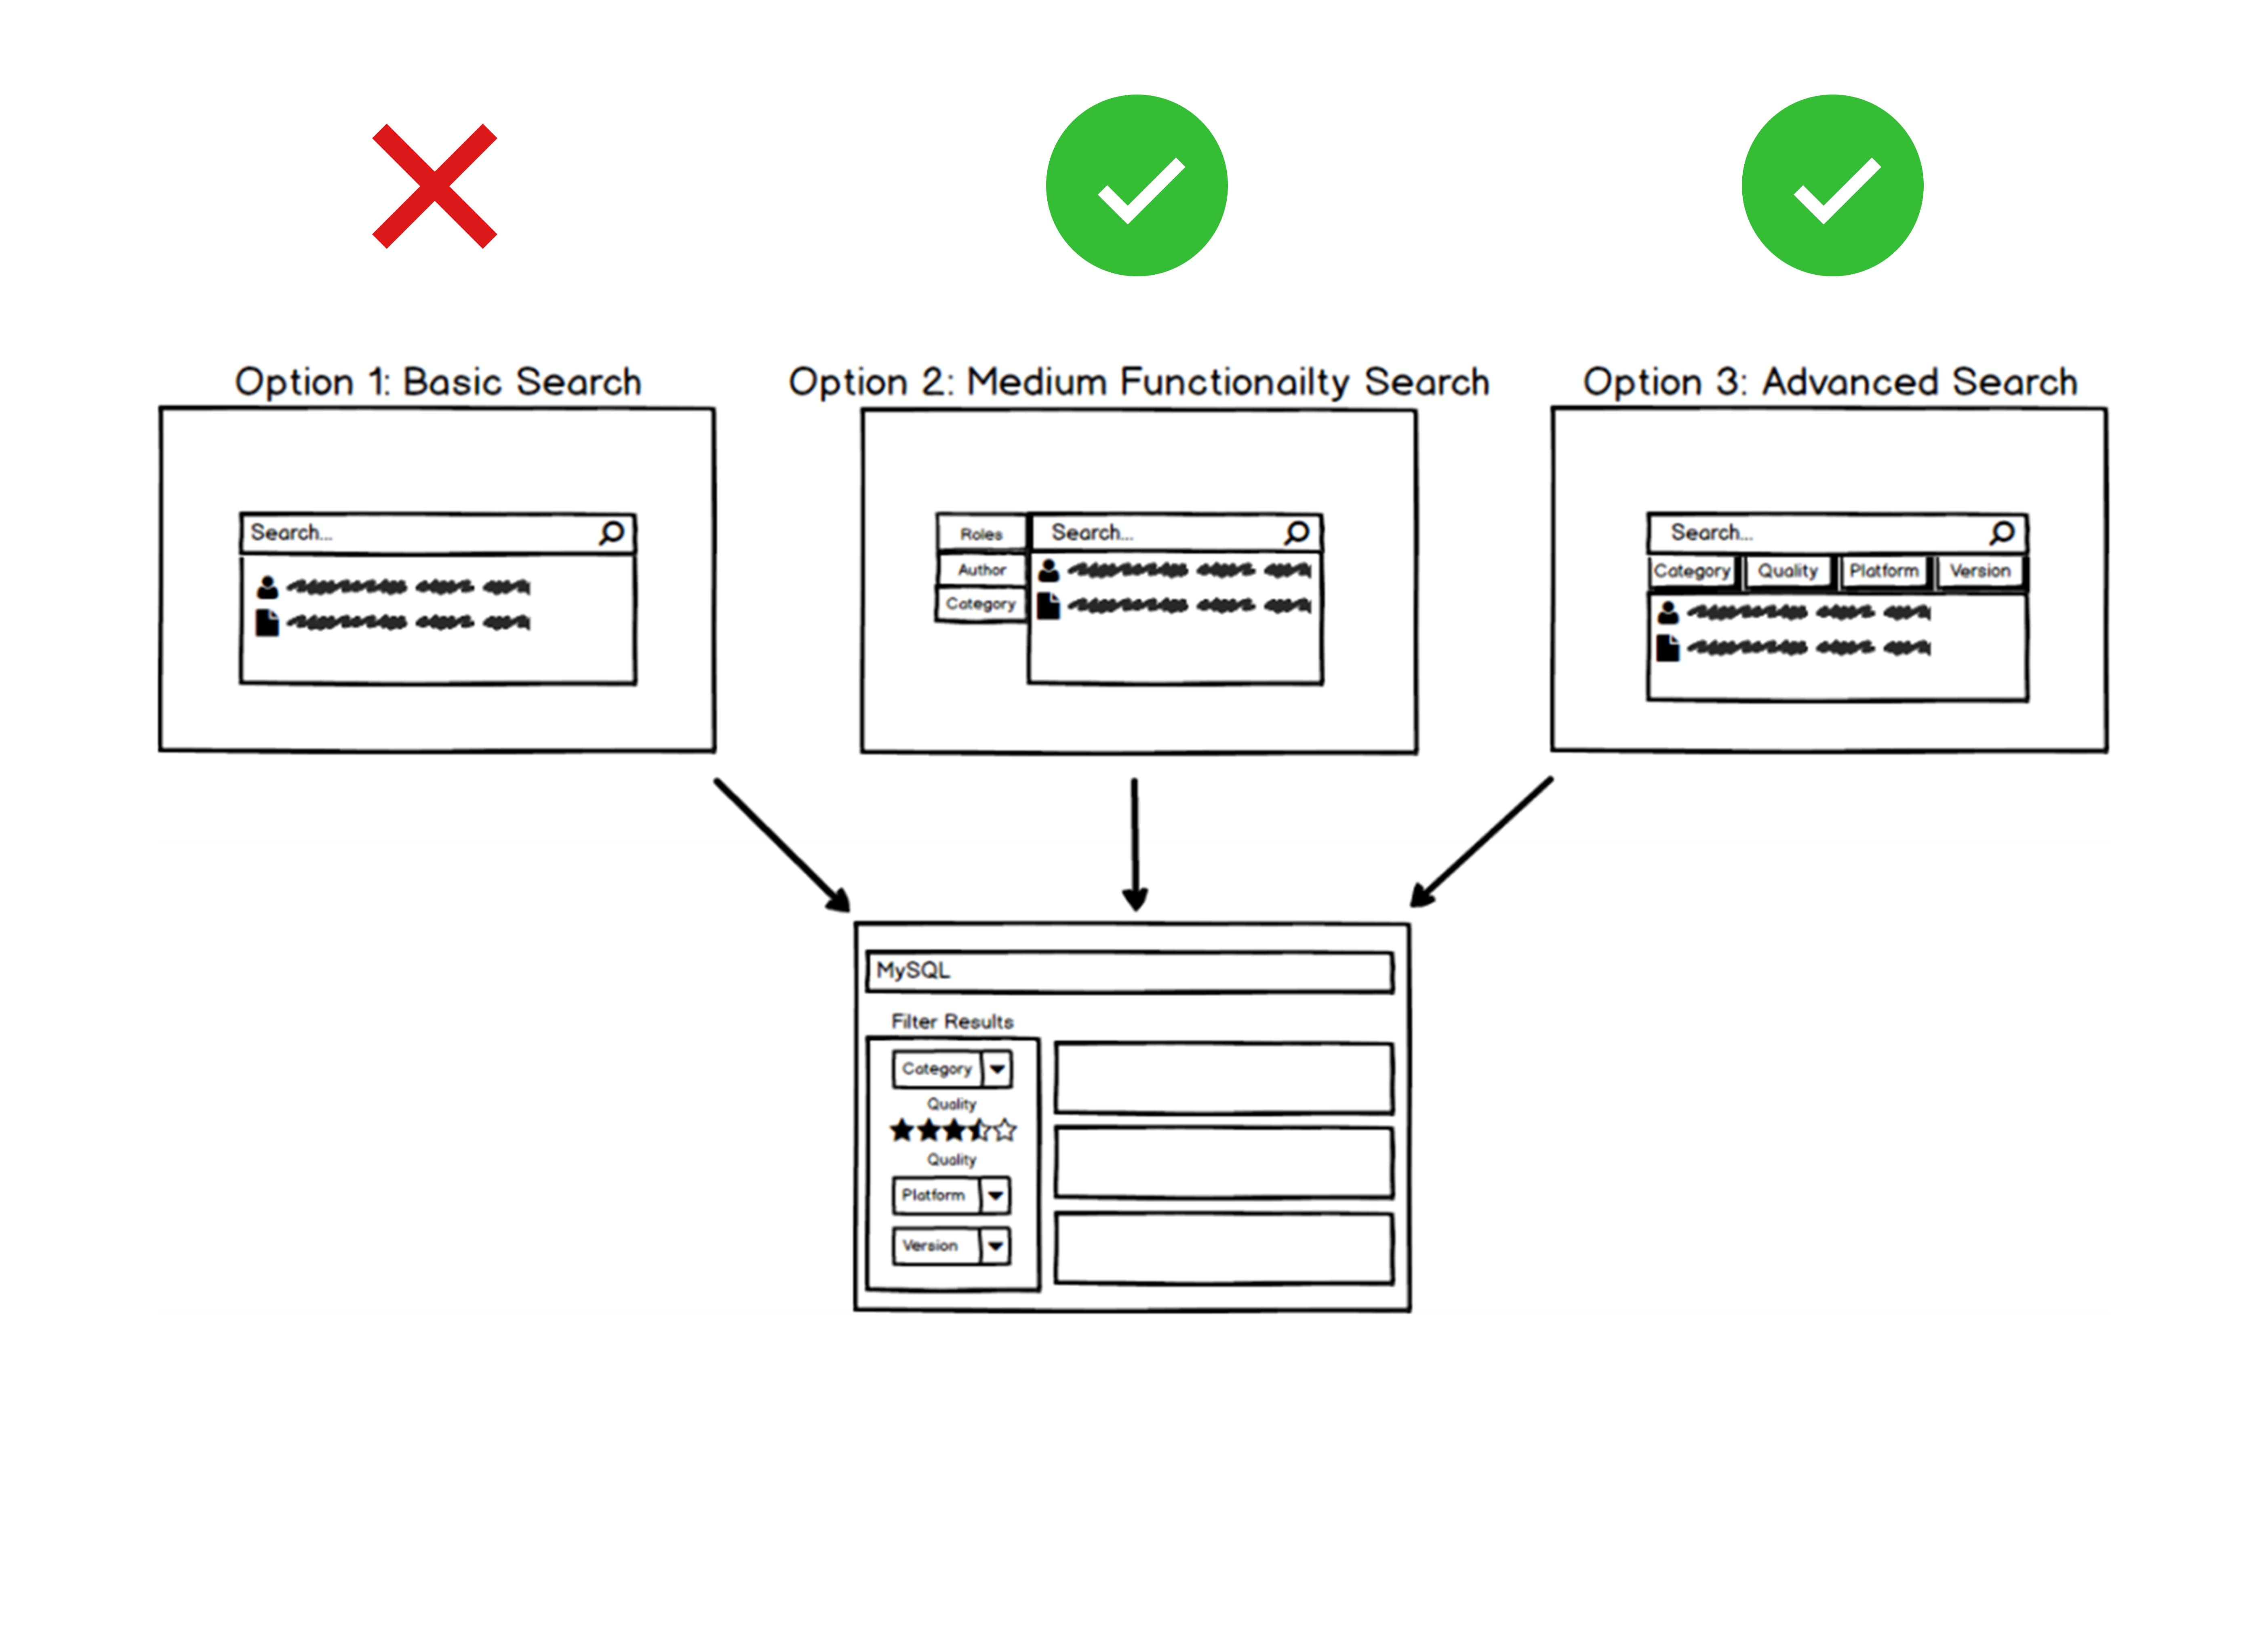 Option 1: Basic Search
Option 2: Medium Functionailty Search
Option 3: Advanced Search
Search...
Roles
Search...
Author
Category
Search...
Category Quality Platform Version
MySQL
Filter Results
Category
Quality
Quality
Platform
Version